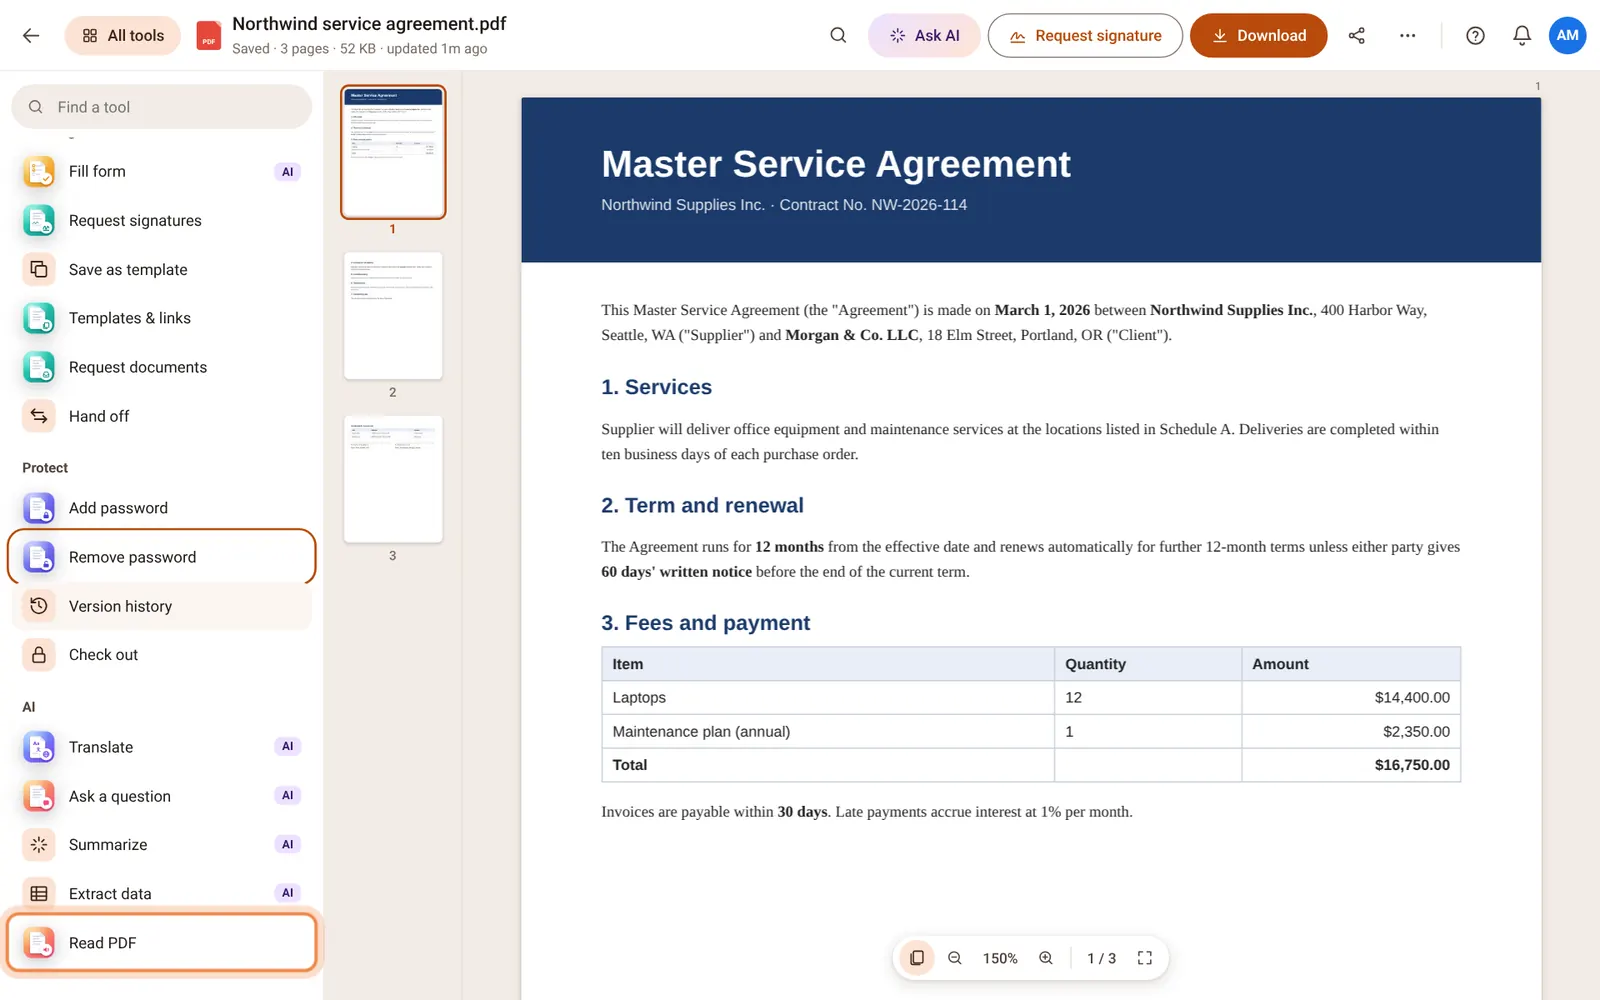 All tools
PDF
Northwind service agreement.pdf
Saved · 3 pages · 52 KB · updated 1m ago
Ask AI
Request signature
Download
AM
Find a tool
Fill form
AI
Request signatures
Save as template
Templates & links
Request documents
Hand off
Protect
Add password
Remove password
Version history
Check out
AI
Translate
AI
Ask a question
AI
Summarize
AI
Extract data
AI
Read PDF
Master Service Agreement
1
2
3
1
Master Service Agreement
Northwind Supplies Inc. · Contract No. NW-2026-114
This Master Service Agreement (the "Agreement") is made on March 1, 2026 between Northwind Supplies Inc., 400 Harbor Way,
Seattle, WA ("Supplier") and Morgan & Co. LLC, 18 Elm Street, Portland, OR ("Client").
1. Services
Supplier will deliver office equipment and maintenance services at the locations listed in Schedule A. Deliveries are completed within
ten business days of each purchase order.
2. Term and renewal
The Agreement runs for 12 months from the effective date and renews automatically for further 12-month terms unless either party gives
60 days' written notice before the end of the current term.
3. Fees and payment
Item Quantity Amount
Laptops 12 $14,400.00
Maintenance plan (annual) 1 $2,350.00
Total $16,750.00
Invoices are payable within 30 days. Late payments accrue interest at 1% per month.
150%
1 / 3